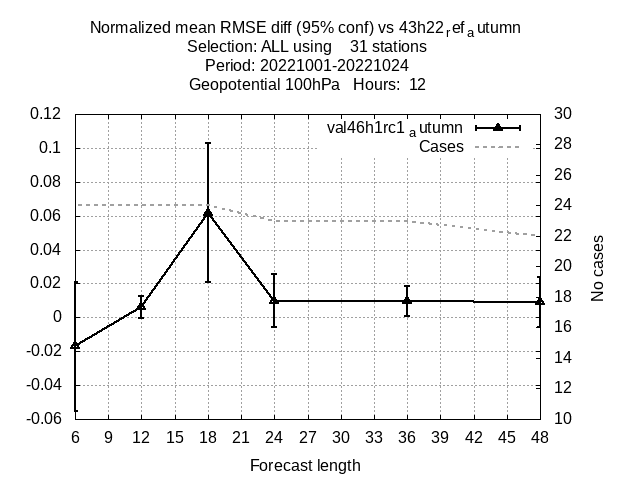 Normalized mean RMSE diff (95% conf) vs 43h22refautumn
Selection: ALL using 31 stations
Period: 20221001-20221024
Geopotential 100hPa Hours: 12
val46h1rc1autumn
Cases
0.12
0.1
0.08
0.06
0.04
0.02
0
-0.02
-0.04
-0.06
30
28
26
24
22
20
18
16
14
12
10
No cases
6 9 12 15 18 21 24 27 30 33 36 39 42 45 48
Forecast length